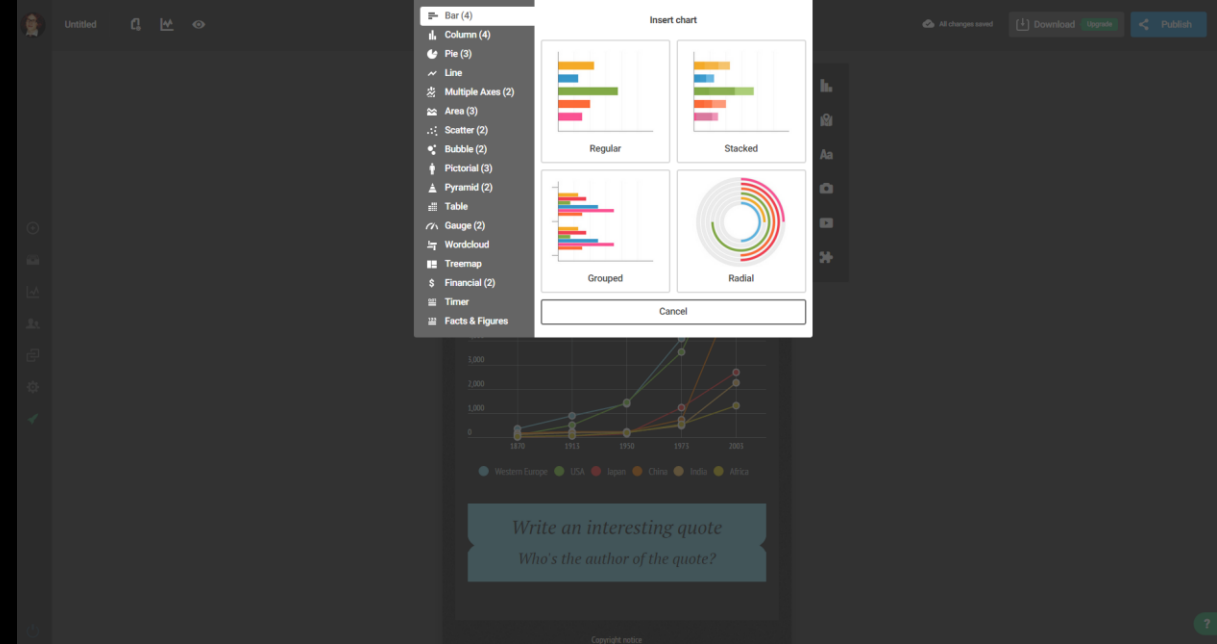 Untitled
All changes saved
Download
Upgrade
Publish
Bar (4)
Column (4)
Pie (3)
Line
Multiple Axes (2)
Area (3)
Scatter (2)
Bubble (2)
Pictorial (3)
Pyramid (2)
Table
Gauge (2)
Wordcloud
Treemap
Financial (2)
Timer
Facts & Figures
Insert chart
Regular
Stacked
Grouped
Radial
Cancel
Aa
3,000
2,000
1,000
0
1870 1913 1950 1973 2001
Western Europe USA Japan China India Africa
Write an interesting quote
Who's the author of the quote?
Copyright notice
?